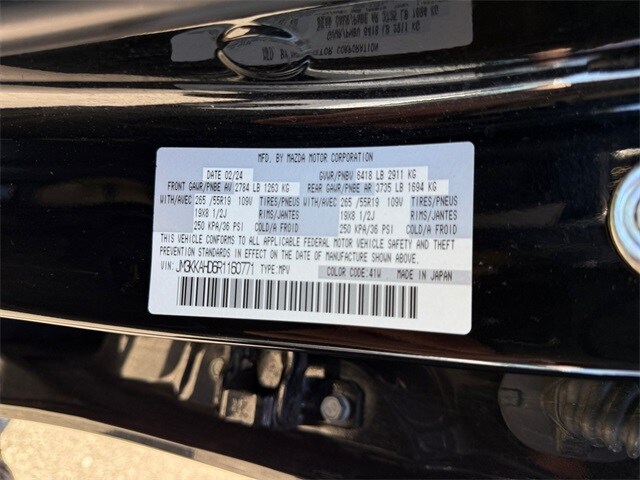 MFD. BY MAZDA MOTOR CORPORATION
DATE 02/24 GVWR/PNBV 6418 LB 2911 KG
FRONT GAWR/PNBE AV 2784 LB 1263 KG REAR GAWR/PNBE AR 3735 LB 1694 KG
WITH/AVEC 265 /55R19 109V TIRES/PNEUS WITH/AVEC 265 /55R19 109V TIRES/PNEUS
19X8 1/2J RIMS/JANTES 19X8 1/2J RIMS/JANTES
250 KPA/36 PSI COLD/A FROID 250 KPA/36 PSI COLD/A FROID
THIS VEHICLE CONFORMS TO ALL APPLICABLE FEDERAL MOTOR VEHICLE SAFETY AND THEFT
PREVENTION STANDARDS IN EFFECT ON THE DATE OF MANUFACTURE SHOWN ABOVE.
VIN: JM3KKAHD6R1160771 TYPE:MPV COLOR CODE:41W MADE IN JAPAN